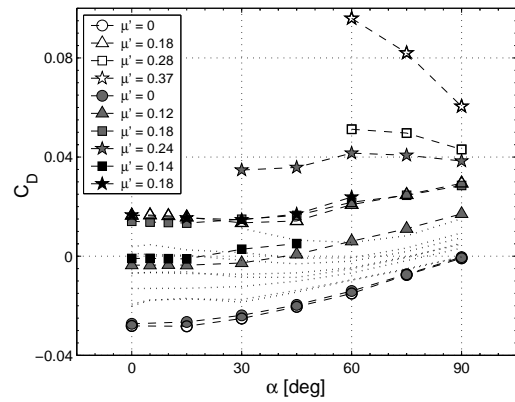 μ' = 0
μ' = 0.18
μ' = 0.28
μ' = 0.37
μ' = 0
μ' = 0.12
μ' = 0.18
μ' = 0.24
μ' = 0.14
μ' = 0.18
0.08
0.04
0
−0.04
C_D
0 30 60 90
α [deg]